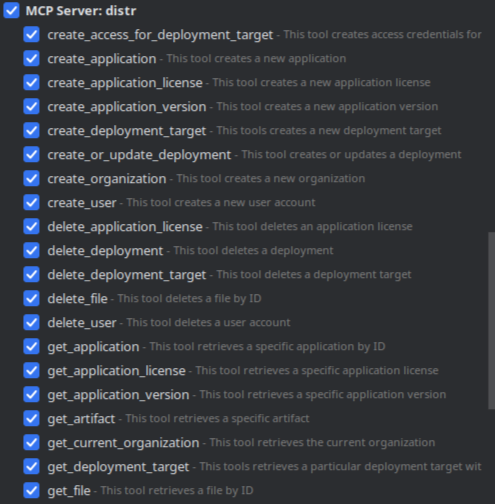 MCP Server: distr
create_access_for_deployment_target - This tool creates access credentials for
create_application - This tool creates a new application
create_application_license - This tool creates a new application license
create_application_version - This tool creates a new application version
create_deployment_target - This tools creates a new deployment target
create_or_update_deployment - This tool creates or updates a deployment
create_organization - This tool creates a new organization
create_user - This tool creates a new user account
delete_application_license - This tool deletes an application license
delete_deployment - This tool deletes a deployment
delete_deployment_target - This tool deletes a deployment target
delete_file - This tool deletes a file by ID
delete_user - This tool deletes a user account
get_application - This tool retrieves a specific application by ID
get_application_license - This tool retrieves a specific application license
get_application_version - This tool retrieves a specific application version
get_artifact - This tool retrieves a specific artifact
get_current_organization - This tool retrieves the current organization
get_deployment_target - This tools retrieves a particular deployment target wit
get_file - This tool retrieves a file by ID